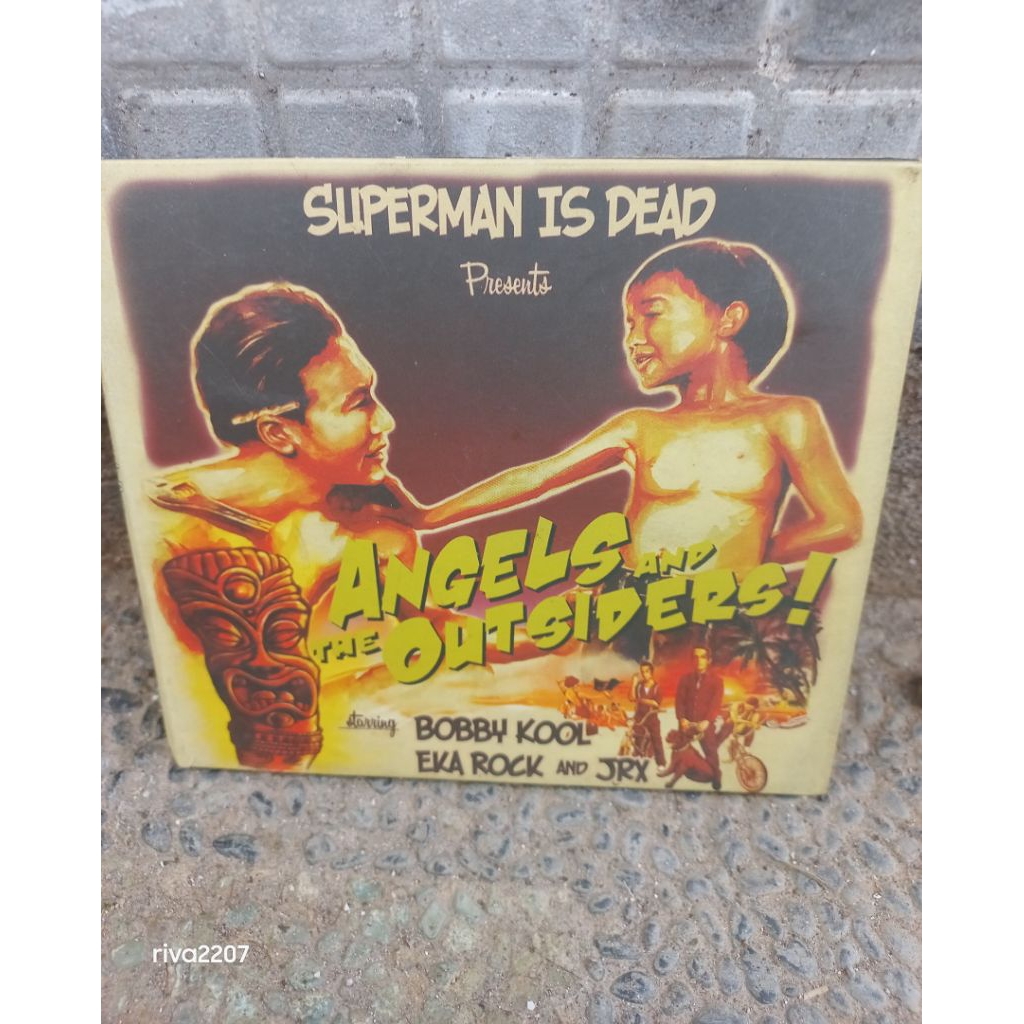 SUPERMAN IS DEAD
Presents
ANGELS AND
THE OUTSIDERS!
starring BOBBY KOOL
EKA ROCK AND JRX
riva2207